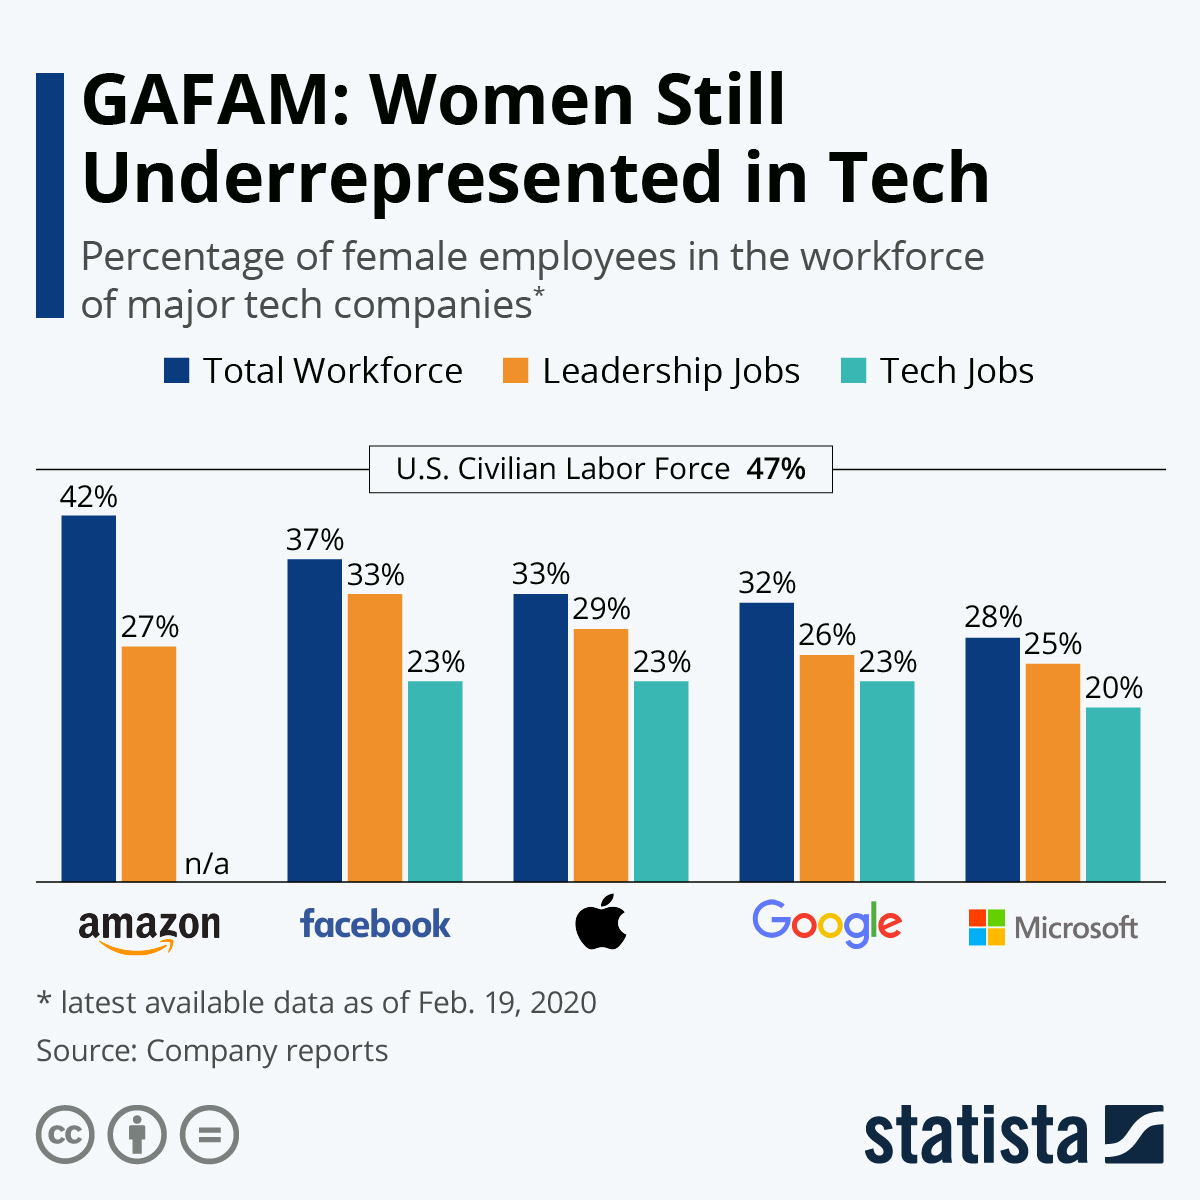 GAFAM: Women Still
Underrepresented in Tech
Percentage of female employees in the workforce
of major tech companies*
Total Workforce Leadership Jobs Tech Jobs
U.S. Civilian Labor Force 47%
42% 27% n/a
37% 33% 23%
33% 29% 23%
32% 26% 23%
28% 25% 20%
amazon facebook Google Microsoft
* latest available data as of Feb. 19, 2020
Source: Company reports
cc =
statista